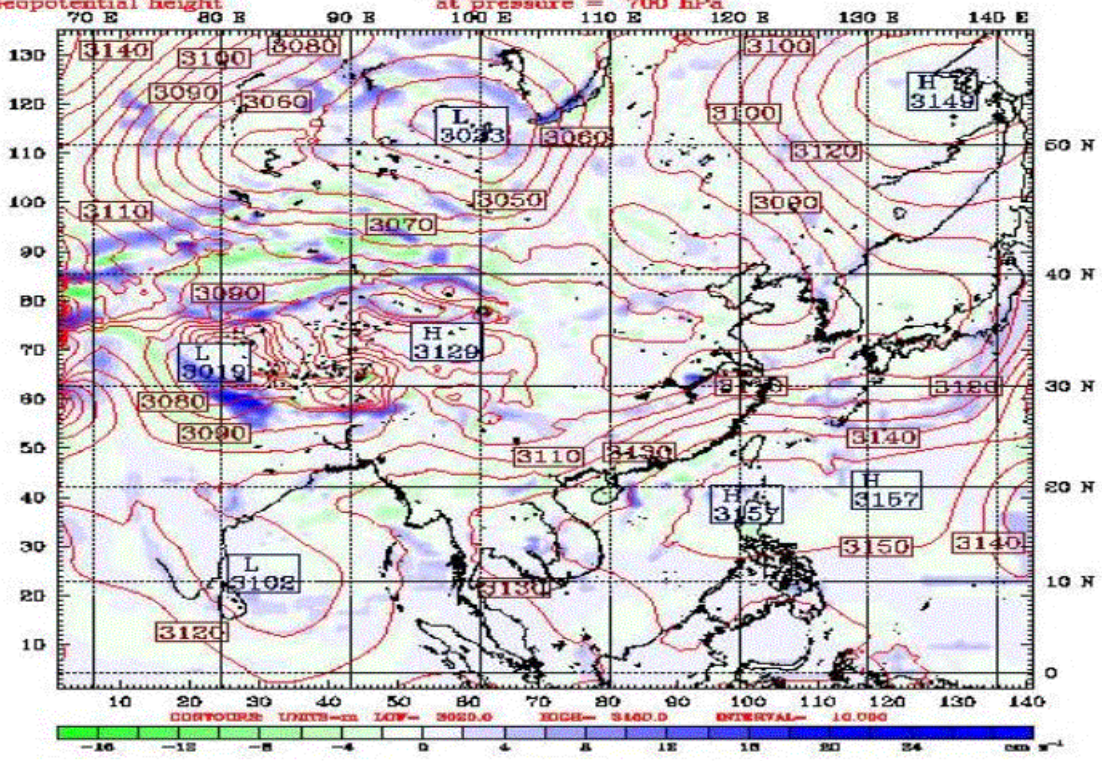 Geopotential height at pressure = 700 hPa
70 E 80 E 90 E 100 E 110 E 120 E 130 E 140 E
130
3140
3100
3080
3100
120
3090
3060
L
3023
3060
3100
H
3149
110
3120
50 N
100
3110
3050
3090
3070
90
40 N
80
3090
70
L
3019
H
3129
30 N
60
3080
3120
3090
50
3110
3130
3140
40
20 N
H
3157
H
3157
30
3150
3140
L
3102
3130
10 N
20
3120
10
0
10 20 30 40 50 60 70 80 90 100 110 120 130 140
CONTOURS: UNITS=m LOW= 3020.0 HIGH= 3160.0 INTERVAL= 10.000
-16 -12 -8 -4 0 4 8 12 16 20 24 cm s⁻¹